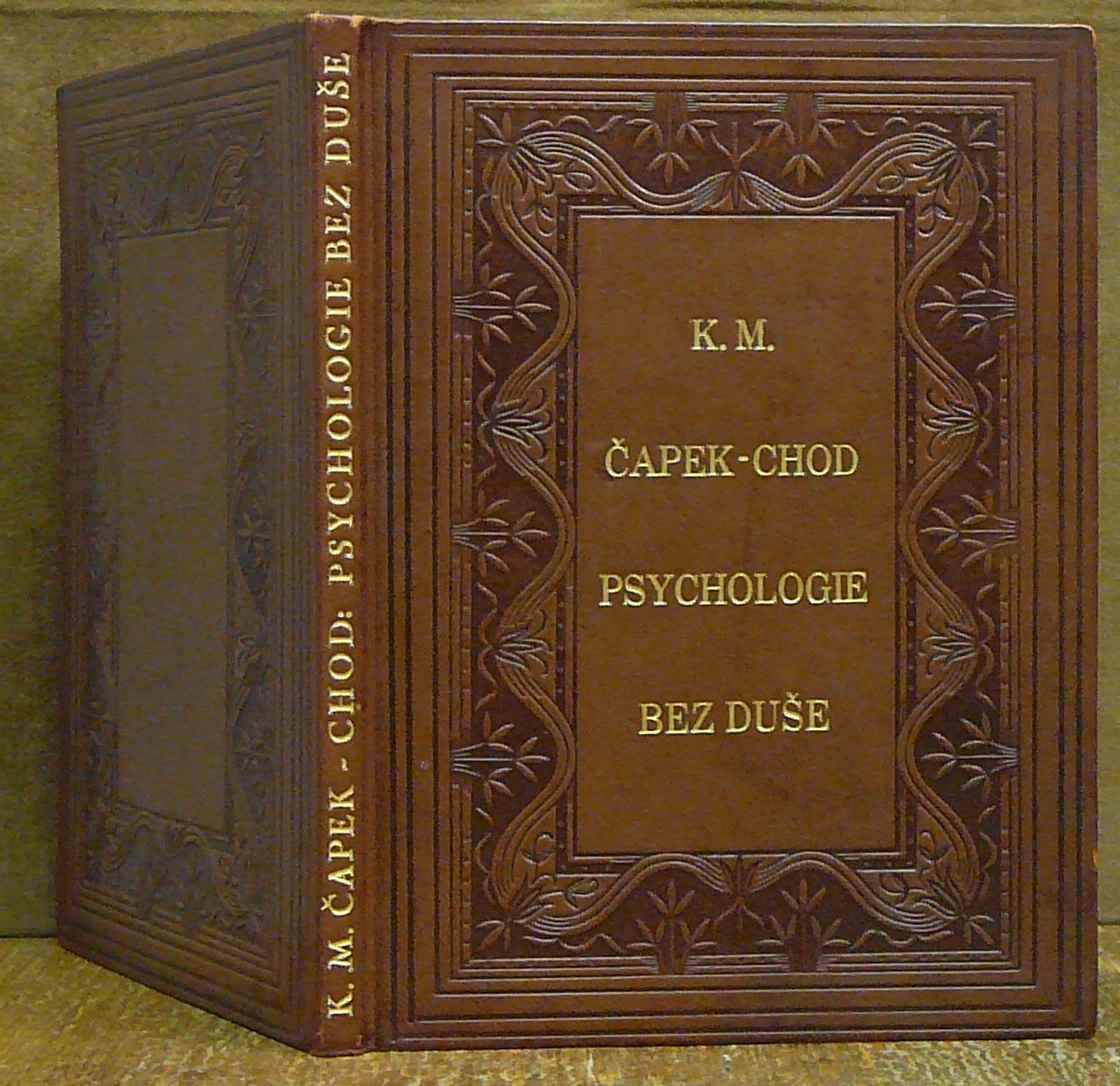 K. M. ČAPEK - CHOD: PSYCHOLOGIE BEZ DUŠE
K. M.
ČAPEK-CHOD
PSYCHOLOGIE
BEZ DUŠE